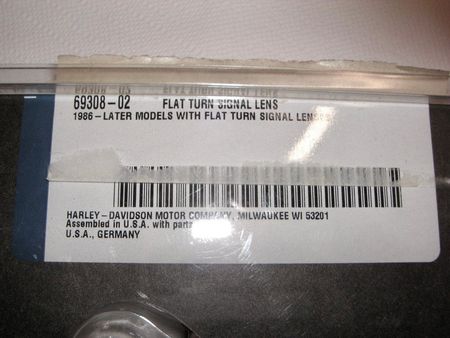 69308-02 FLAT TURN SIGNAL LENS
1986-LATER MODELS WITH FLAT TURN SIGNAL LENSES
HARLEY-DAVIDSON MOTOR COMPANY, MILWAUKEE WI 53201
Assembled in U.S.A. with parts
U.S.A., GERMANY